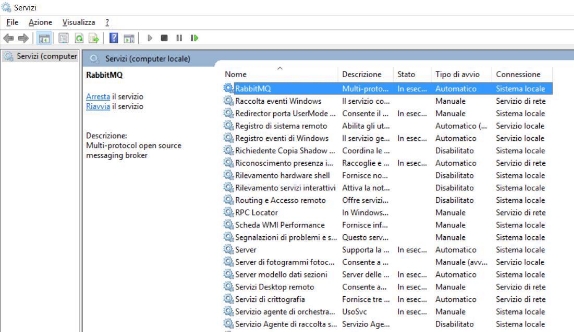 Servizi
File Azione Visualizza ?
Servizi (computer
Servizi (computer locale)
RabbitMQ
Arresta il servizio
Riavvia il servizio
Descrizione:
Multi-protocol open source
messaging broker
Nome Descrizione Stato Tipo di avvio Connessione
RabbitMQ Multi-proto... In esec... Automatico Sistema locale
Raccolta eventi Windows Il servizio co... Manuale Servizio di rete
Redirector porta UserMode ... Consente il ... In esec... Manuale Sistema locale
Registro di sistema remoto Abilita gli ut... Automatico (... Servizio locale
Registro eventi di Windows Il servizio ge... In esec... Automatico Servizio locale
Richiedente Copia Shadow ... Coordina le ... Disabilitato Sistema locale
Riconoscimento presenza i... Raccoglie e ... In esec... Automatico Servizio di rete
Rilevamento hardware shell Fornisce no... Disabilitato Sistema locale
Rilevamento servizi interattivi Attiva la not... Disabilitato Sistema locale
Routing e Accesso remoto Offre servizi... Disabilitato Sistema locale
RPC Locator In Windows... Manuale Servizio di rete
Scheda WMI Performance Fornisce inf... Manuale Sistema locale
Segnalazioni di problemi e s... Questo serv... Manuale Sistema locale
Server Supporta la ... In esec... Automatico Sistema locale
Server di fotogrammi fotoc... Consente a ... Manuale (avv... Servizio locale
Server modello dati sezioni Server delle ... In esec... Automatico Sistema locale
Servizi Desktop remoto Consente a... In esec... Manuale Servizio di rete
Servizi di crittografia Fornisce tre ... In esec... Automatico Servizio di rete
Servizio agente di orchestra... UsoSvc In esec... Manuale Sistema locale
Servizio Agente di raccolta s... Servizio Age... Disabilitato Sistema locale